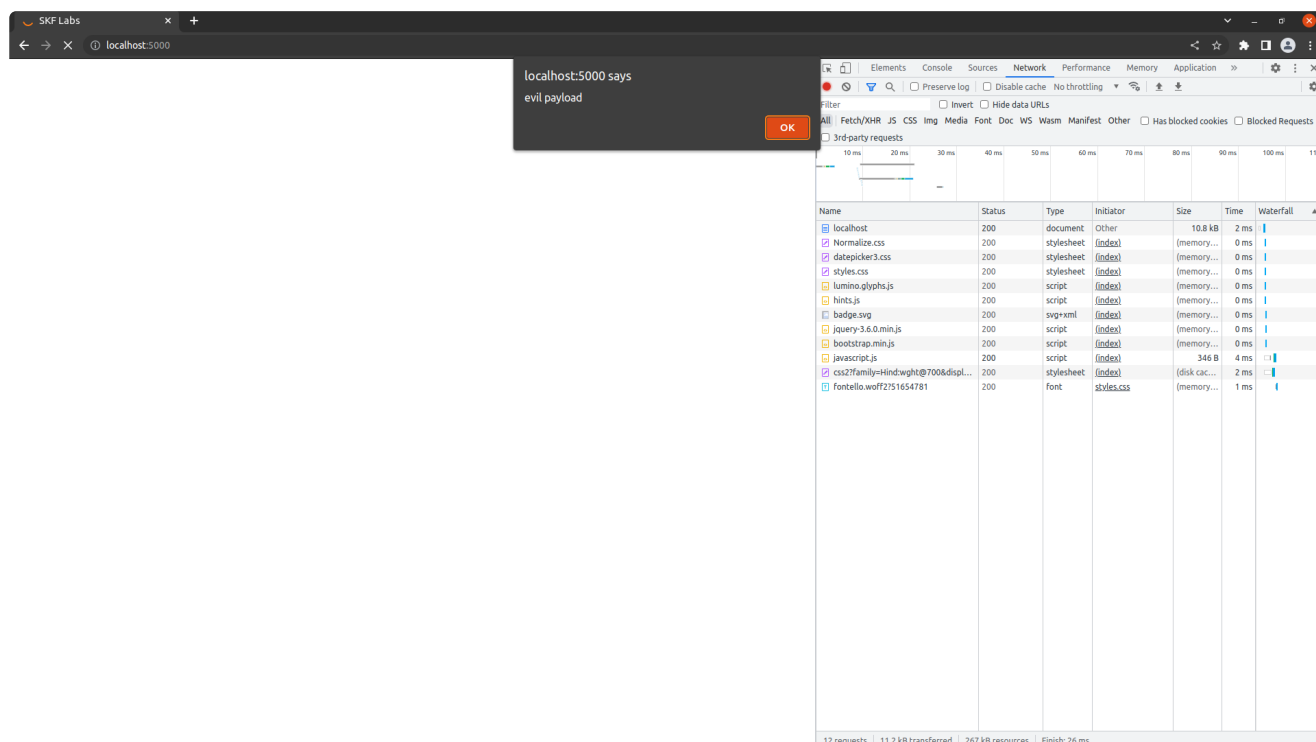 SKF Labs
localhost:5000
localhost:5000 says
evil payload
OK
Elements Console Sources Network Performance Memory Application »
Preserve log Disable cache No throttling
Filter Invert Hide data URLs
All Fetch/XHR JS CSS Img Media Font Doc WS Wasm Manifest Other Has blocked cookies Blocked Requests
3rd-party requests
10 ms 20 ms 30 ms 40 ms 50 ms 60 ms 70 ms 80 ms 90 ms 100 ms 11
Name Status Type Initiator Size Time Waterfall
localhost 200 document Other 10.8 kB 2 ms
Normalize.css 200 stylesheet (index) (memory... 0 ms
datepicker3.css 200 stylesheet (index) (memory... 0 ms
styles.css 200 stylesheet (index) (memory... 0 ms
lumino.glyphs.js 200 script (index) (memory... 0 ms
hints.js 200 script (index) (memory... 0 ms
badge.svg 200 svg+xml (index) (memory... 0 ms
jquery-3.6.0.min.js 200 script (index) (memory... 0 ms
bootstrap.min.js 200 script (index) (memory... 0 ms
javascript.js 200 script (index) 346 B 4 ms
css2?family=Hind:wght@700&displ... 200 stylesheet (index) (disk cac... 2 ms
fontello.woff2?51654781 200 font styles.css (memory... 1 ms
12 requests 11.2 kB transferred 267 kB resources Finish: 26 ms